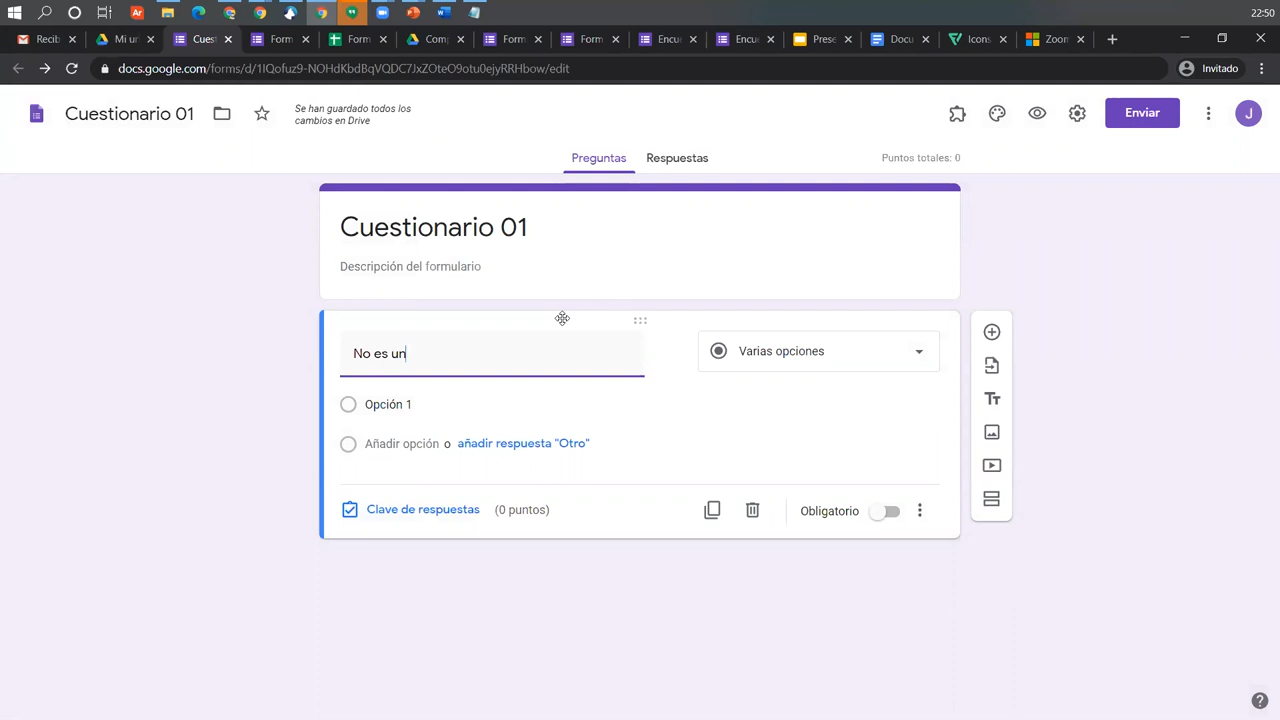 22:50
Recib
Mi un
Cuest
Form
Form
Com
Form
Form
Encu
Encue
Prese
Docu
Icons
Zoom
docs.google.com/forms/d/1IQofuz9-NOHdKbdBqVQDC7JxZOteO9otu0ejyRRHbow/edit
Invitado
Cuestionario 01
Se han guardado todos los
cambios en Drive
Enviar
J
Preguntas
Respuestas
Puntos totales: 0
Cuestionario 01
Descripción del formulario
No es un
Varias opciones
Opción 1
Añadir opción o añadir respuesta "Otro"
Clave de respuestas (0 puntos)
Obligatorio